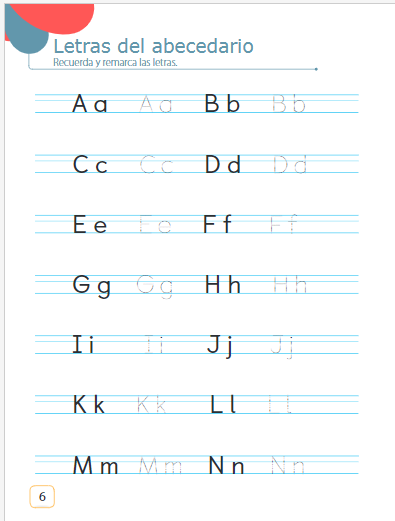 Letras del abecedario
Recuerda y remarca las letras.
A a A a B b B b
C c C c D d D d
E e E e F f F f
G g G g H h H h
I i I i J j J j
K k K k L l L l
M m M m N n N n
6